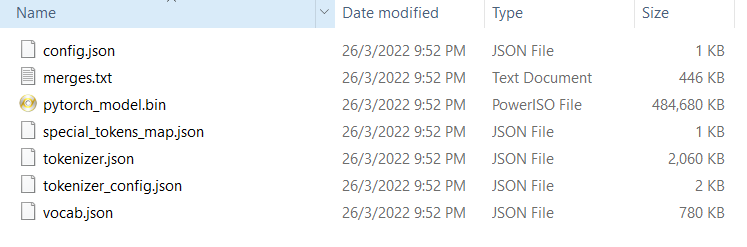 Name Date modified Type Size
config.json 26/3/2022 9:52 PM JSON File 1 KB
merges.txt 26/3/2022 9:52 PM Text Document 446 KB
pytorch_model.bin 26/3/2022 9:52 PM PowerISO File 484,680 KB
special_tokens_map.json 26/3/2022 9:52 PM JSON File 1 KB
tokenizer.json 26/3/2022 9:52 PM JSON File 2,060 KB
tokenizer_config.json 26/3/2022 9:52 PM JSON File 2 KB
vocab.json 26/3/2022 9:52 PM JSON File 780 KB